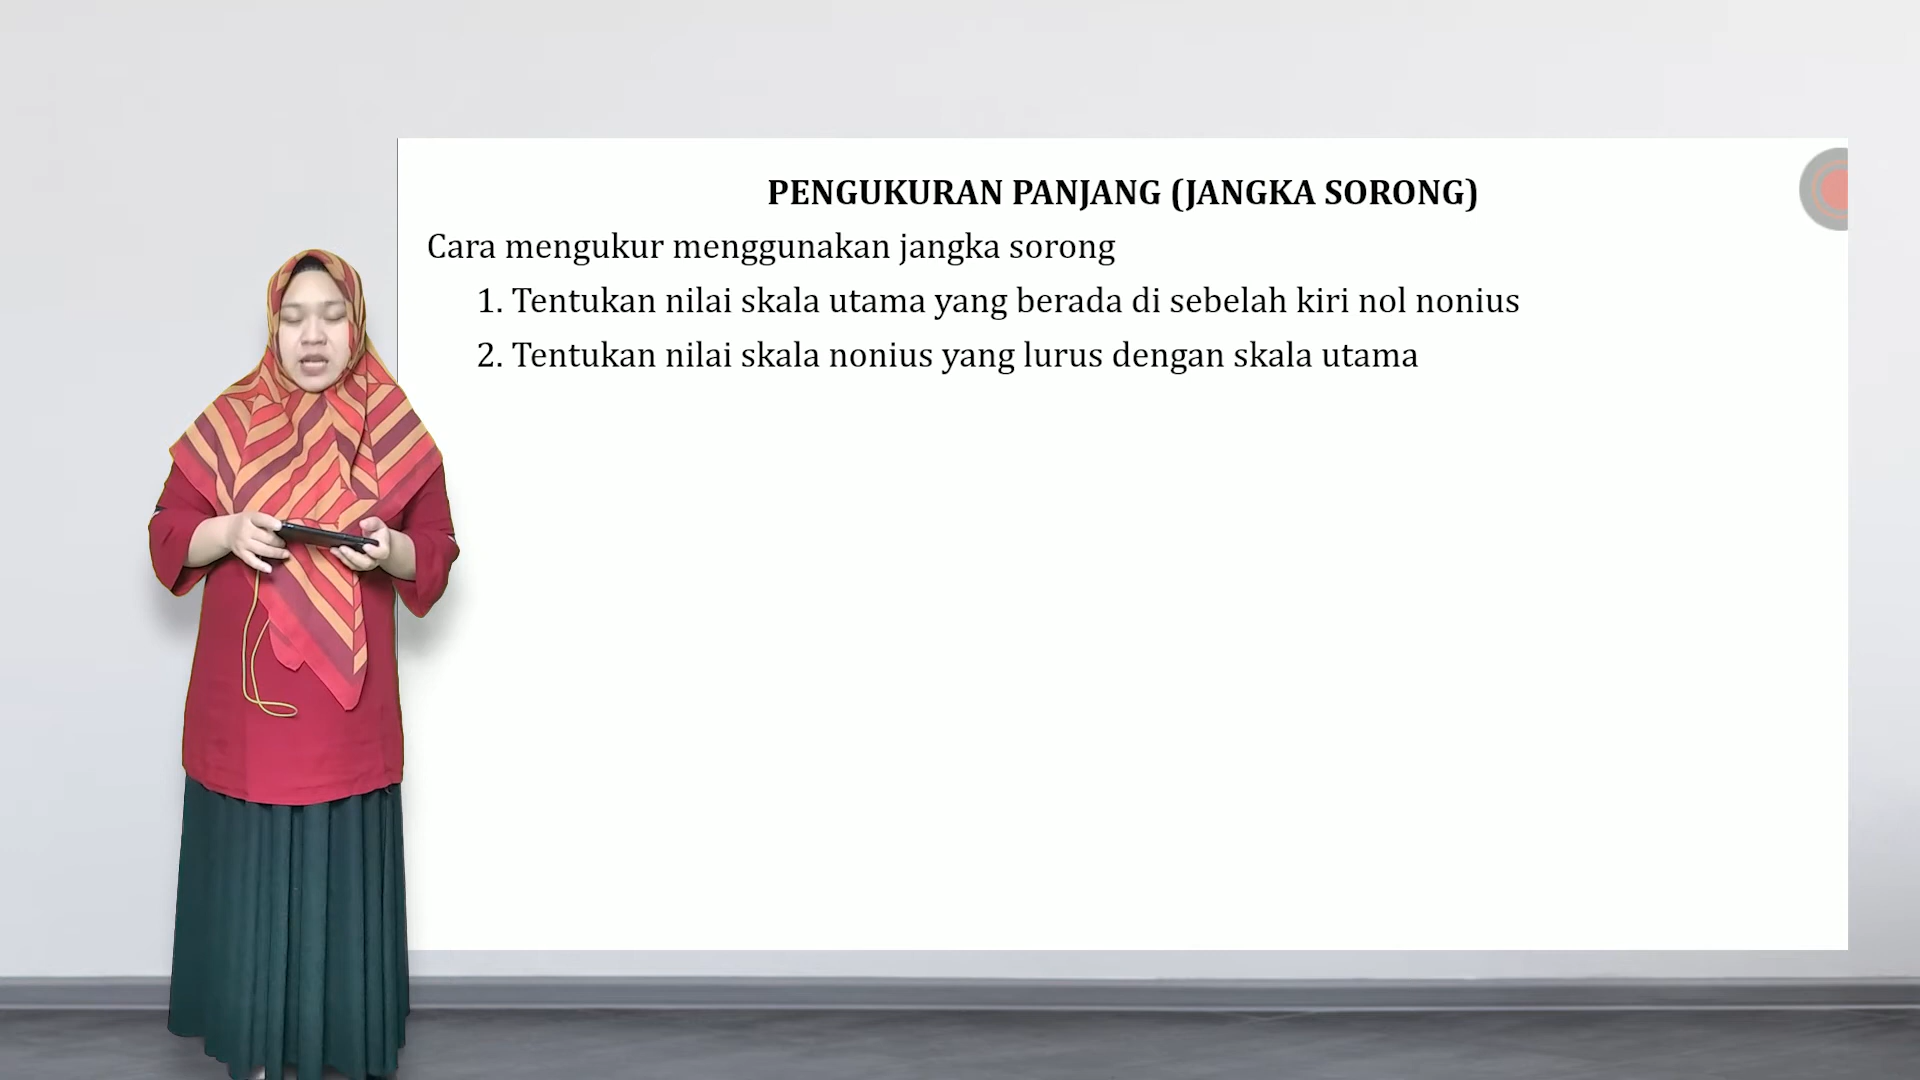 PENGUKURAN PANJANG (JANGKA SORONG)
Cara mengukur menggunakan jangka sorong
1. Tentukan nilai skala utama yang berada di sebelah kiri nol nonius
2. Tentukan nilai skala nonius yang lurus dengan skala utama